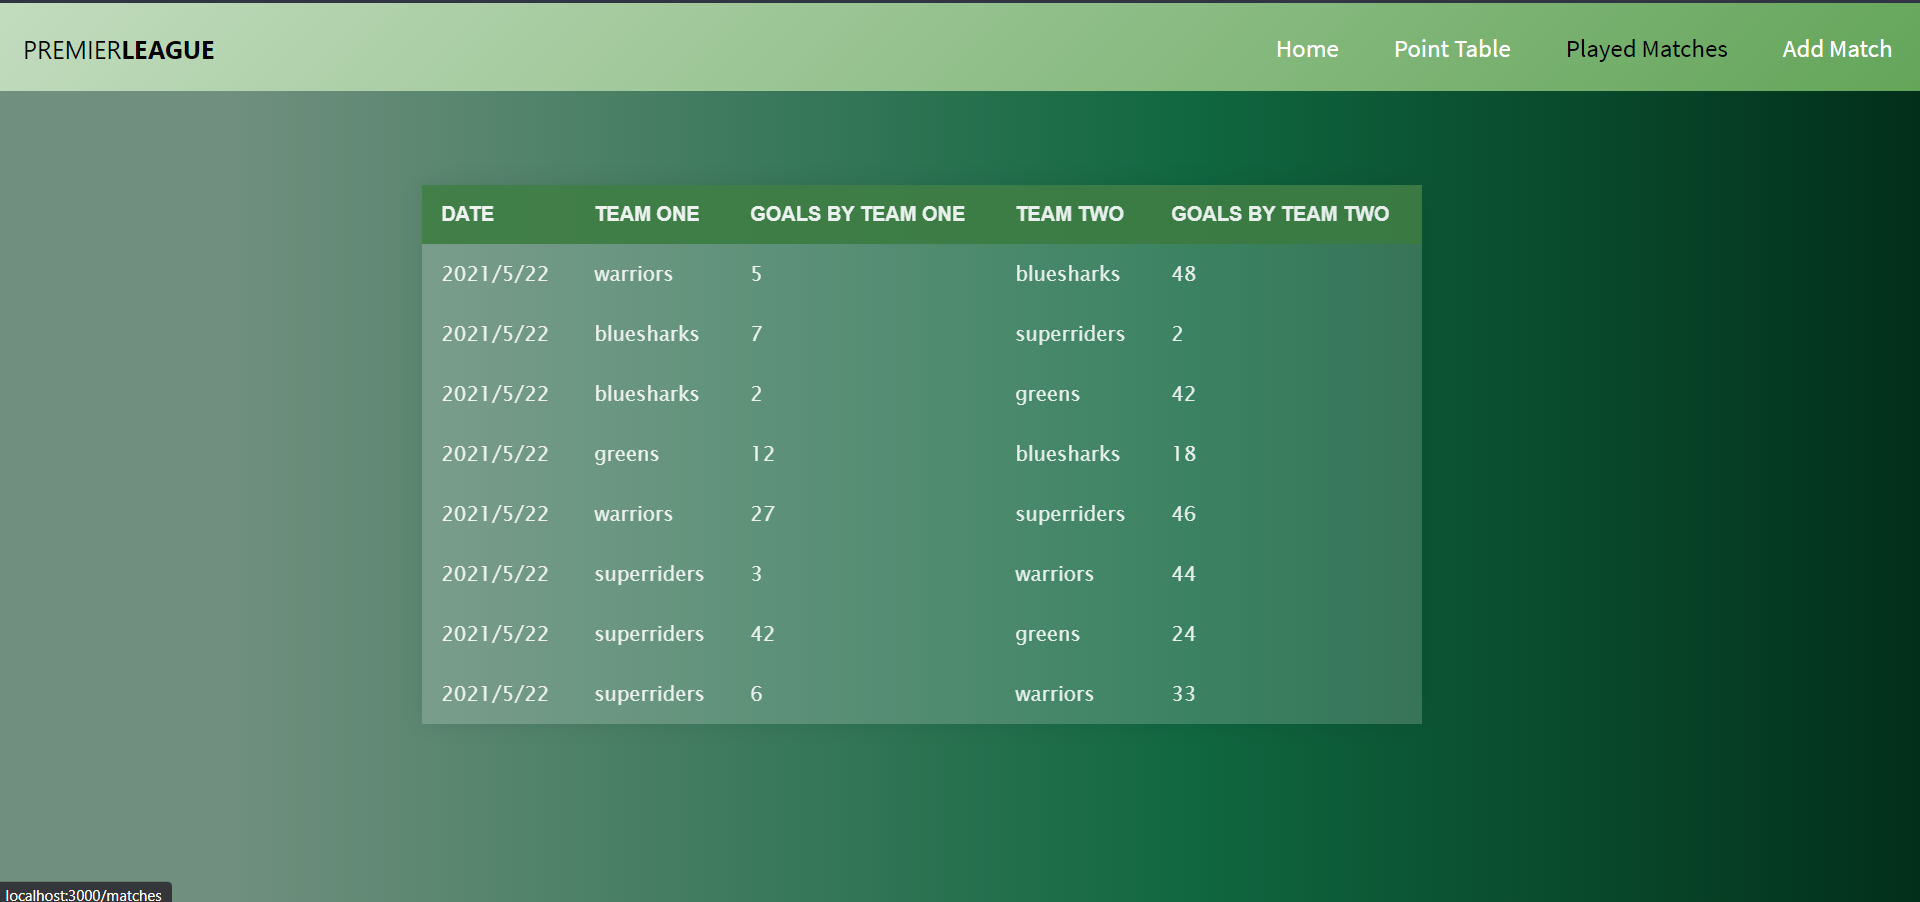 PREMIERLEAGUE Home Point Table Played Matches Add Match
DATE TEAM ONE GOALS BY TEAM ONE TEAM TWO GOALS BY TEAM TWO
2021/5/22 warriors 5 bluesharks 48
2021/5/22 bluesharks 7 superriders 2
2021/5/22 bluesharks 2 greens 42
2021/5/22 greens 12 bluesharks 18
2021/5/22 warriors 27 superriders 46
2021/5/22 superriders 3 warriors 44
2021/5/22 superriders 42 greens 24
2021/5/22 superriders 6 warriors 33
localhost:3000/matches